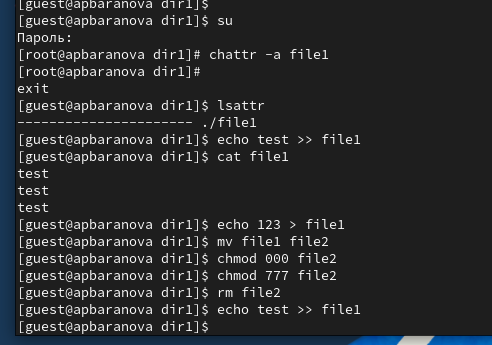 [guest@apbaranova dir1]$
[guest@apbaranova dir1]$ su
Пароль:
[root@apbaranova dir1]# chattr -a file1
[root@apbaranova dir1]#
exit
[guest@apbaranova dir1]$ lsattr
---------------------- ./file1
[guest@apbaranova dir1]$ echo test >> file1
[guest@apbaranova dir1]$ cat file1
test
test
test
[guest@apbaranova dir1]$ echo 123 > file1
[guest@apbaranova dir1]$ mv file1 file2
[guest@apbaranova dir1]$ chmod 000 file2
[guest@apbaranova dir1]$ chmod 777 file2
[guest@apbaranova dir1]$ rm file2
[guest@apbaranova dir1]$ echo test >> file1
[guest@apbaranova dir1]$